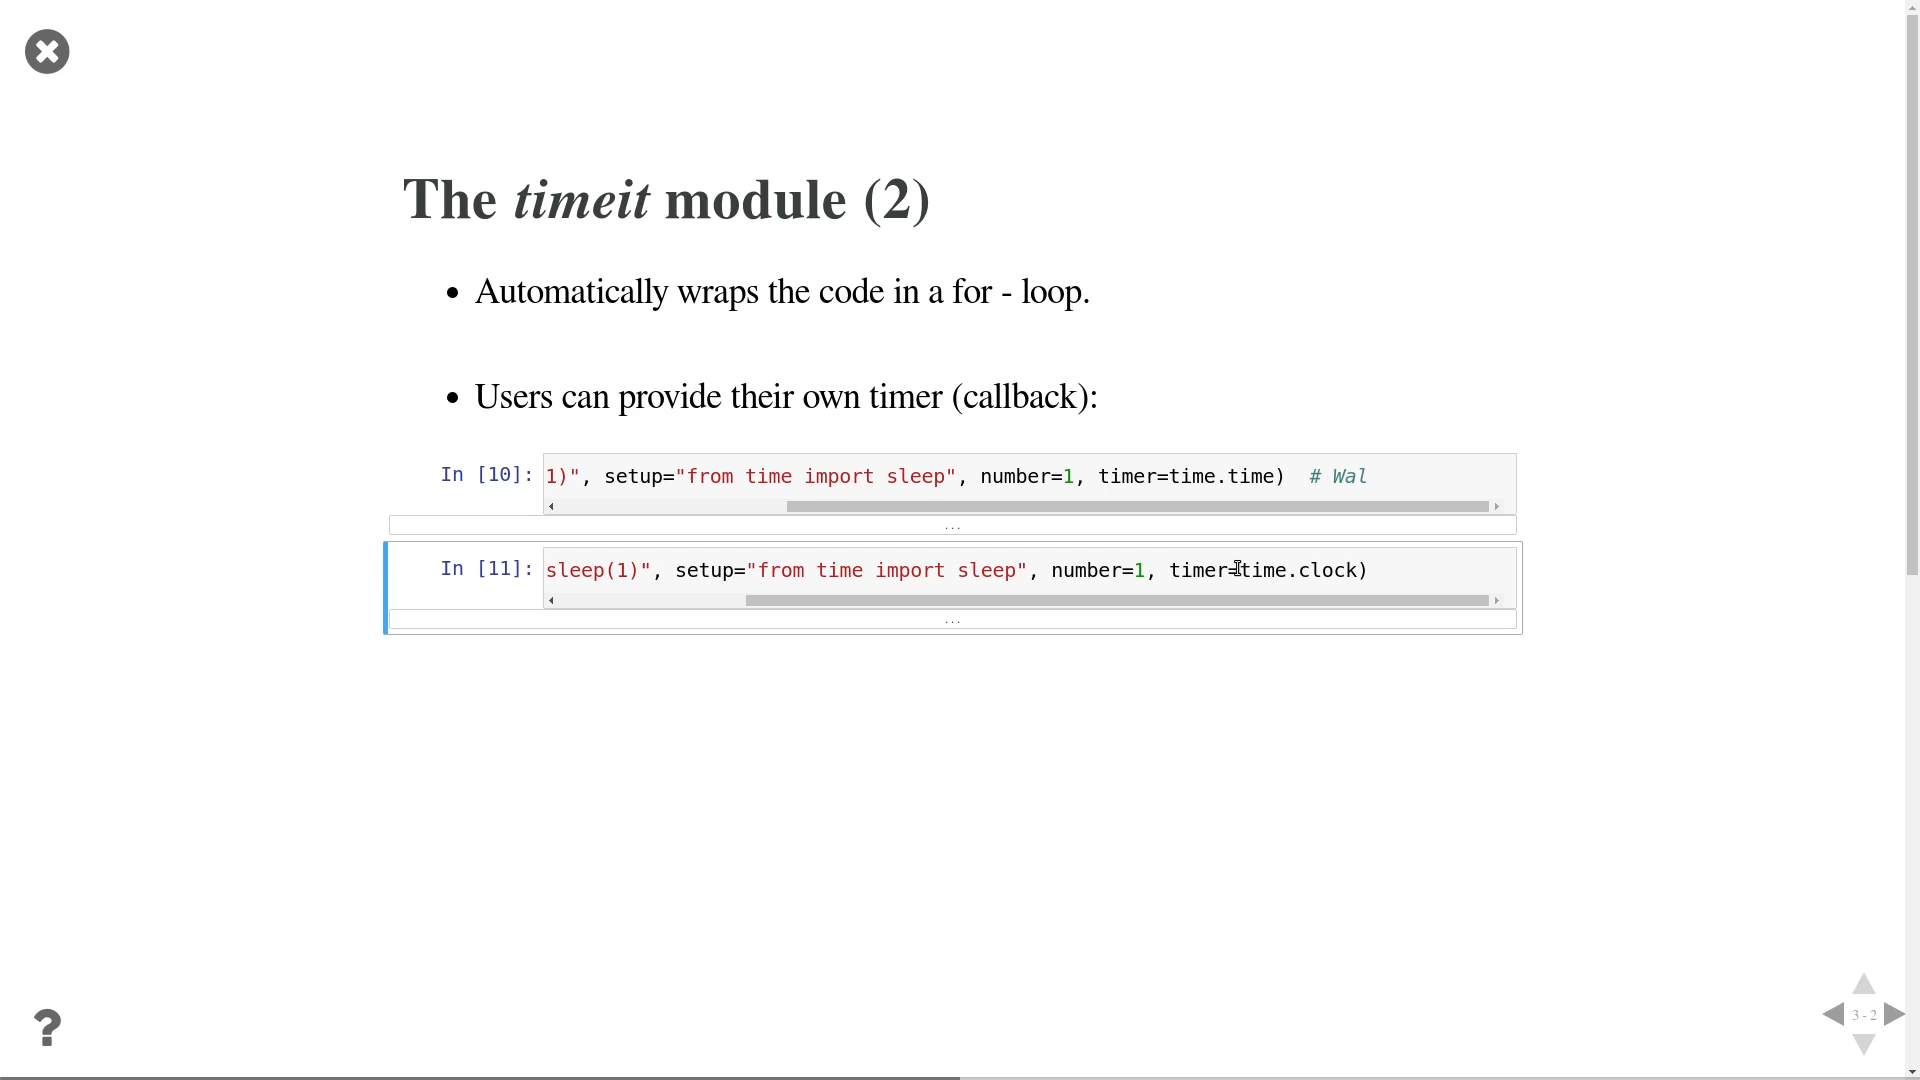 The timeit module (2)
• Automatically wraps the code in a for - loop.
• Users can provide their own timer (callback):
In [10]: 1)", setup="from time import sleep", number=1, timer=time.time)  # Wal
...
In [11]: sleep(1)", setup="from time import sleep", number=1, timer=time.clock)
...
?
3 - 2